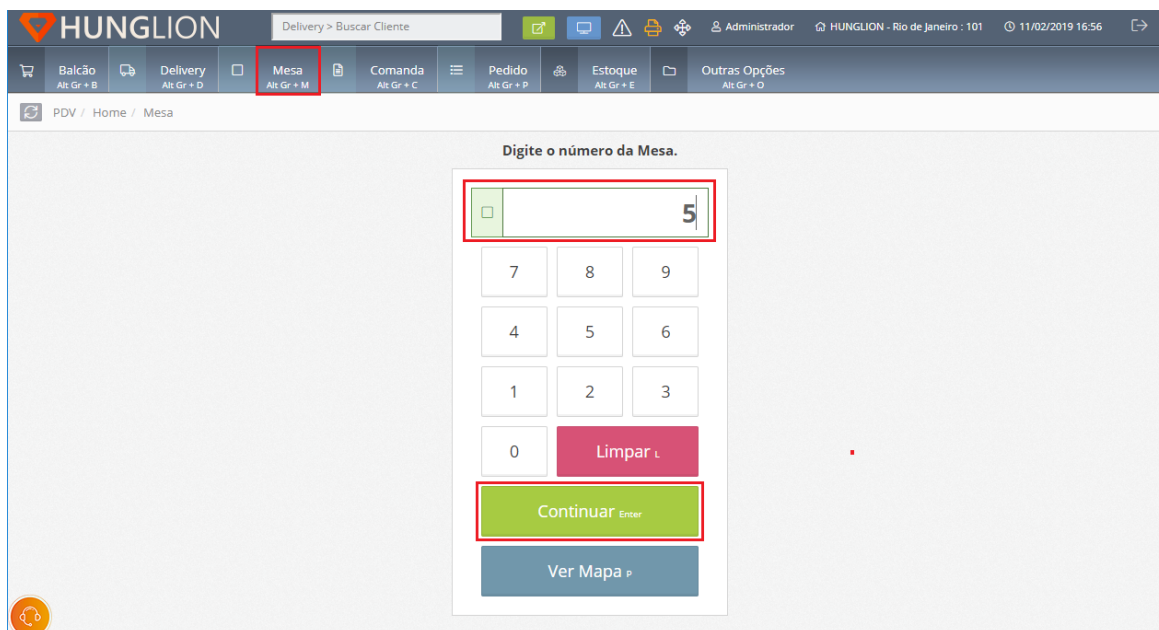 HUNGLION
Delivery > Buscar Cliente
Administrador
HUNGLION - Rio de Janeiro : 101
11/02/2019 16:56
Balcão
Alt Gr + B
Delivery
Alt Gr + D
Mesa
Alt Gr + M
Comanda
Alt Gr + C
Pedido
Alt Gr + P
Estoque
Alt Gr + E
Outras Opções
Alt Gr + O
PDV / Home / Mesa
Digite o número da Mesa.
5
7 8 9
4 5 6
1 2 3
0 Limpar L
Continuar Enter
Ver Mapa P